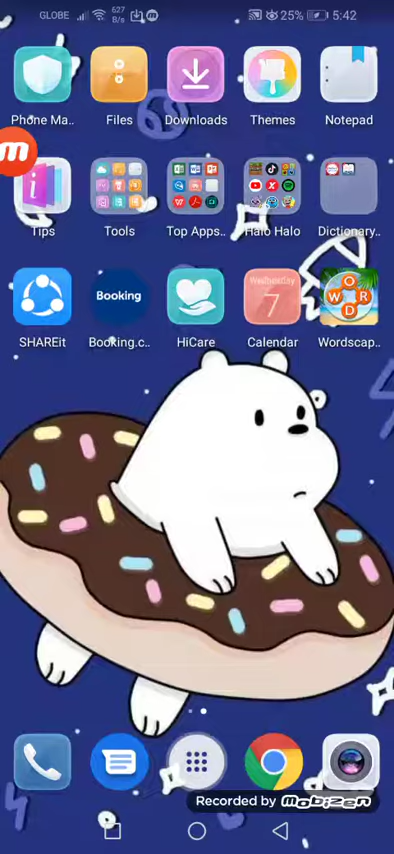 GLOBE 627 B/s 25% 5:42
Phone Ma.. Files Downloads Themes Notepad
m
Tips Tools Top Apps.. Halo Halo Dictionary..
Booking Wednesday 7 W O R D
SHAREit Booking.c.. HiCare Calendar Wordscap..
Recorded by mobizen